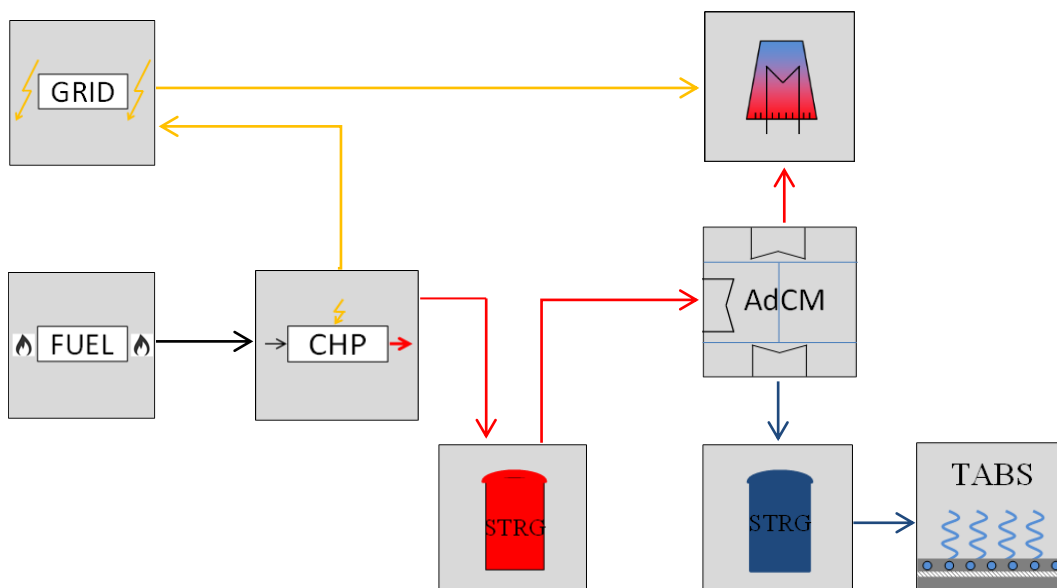 GRID
FUEL
CHP
AdCM
STRG
STRG
TABS